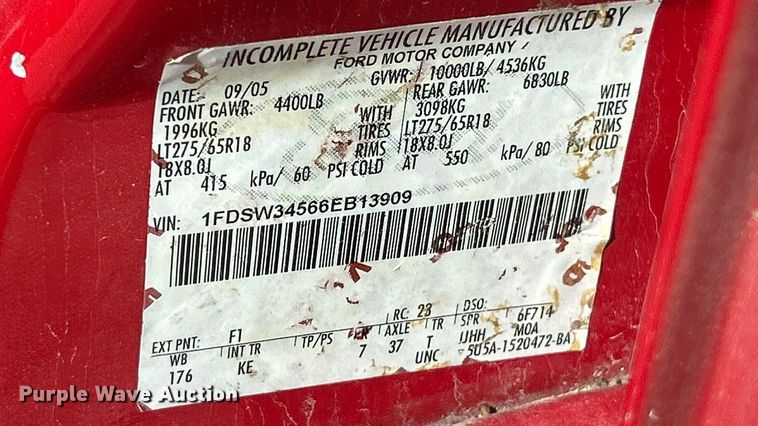 INCOMPLETE VEHICLE MANUFACTURED BY
FORD MOTOR COMPANY
DATE: 09/05 GVWR: 10000LB/ 4536KG
FRONT GAWR: 4400LB REAR GAWR: 6830LB
1996KG WITH 3098KG WITH
LT275/65R18 TIRES LT275/65R18 TIRES
18X8.0J RIMS 18X8.0J RIMS
AT 415 kPa/ 60 PSI COLD AT 550 kPa/ 80 PSI COLD
VIN: 1FDSW34566EB13909
EXT PNT: F1 RC: 23 DSO:
WB INT TR TP/PS AXLE TR SPR 6F714
176 KE 7 37 T IJHH MOA
UNC 5U5A-1520472-BA
Purple Wave Auction